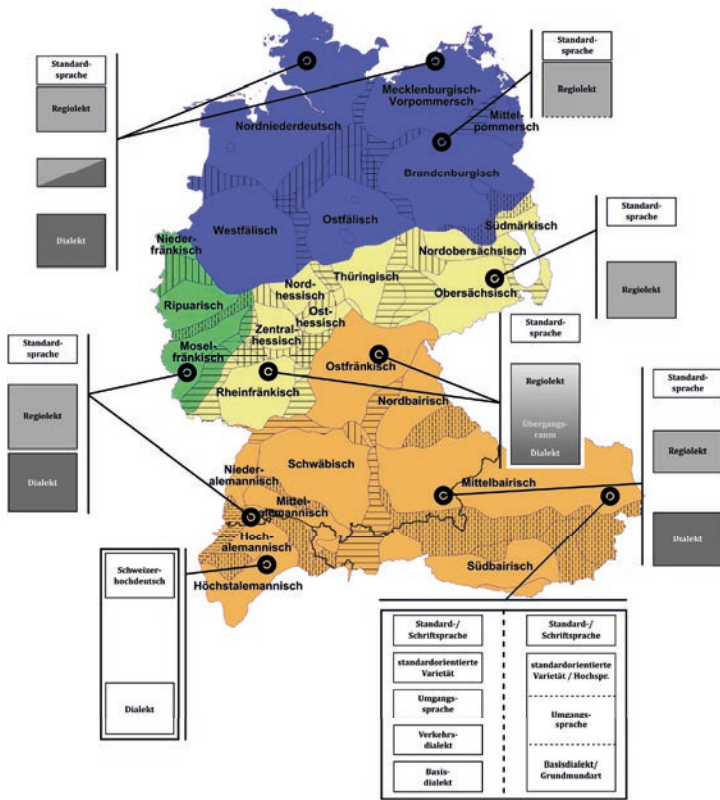 Standard-
sprache
Regiolekt
Dialekt
Standard-
sprache
Regiolekt
Mecklenburgisch-
Vorpommersch
Nordniederdeutsch
Mittel-
pommersch
Brandenburgisch
Westfälisch
Ostfälisch
Südmärkisch
Nieder-
fränkisch
Nordobersächsisch
Thüringisch
Obersächsisch
Nord-
hessisch
Ost-
hessisch
Ripuarisch
Zentral-
hessisch
Mosel-
fränkisch
Rheinfränkisch
Ostfränkisch
Nordbairisch
Standard-
sprache
Regiolekt
Standard-
sprache
Regiolekt
Übergangs-
raum
Dialekt
Standard-
sprache
Regiolekt
Dialekt
Standard-
sprache
Regiolekt
Dialekt
Schwäbisch
Nieder-
alemannisch
Mittel-
alemannisch
Mittelbairisch
Hoch-
alemannisch
Höchstalemannisch
Südbairisch
Schweizer-
hochdeutsch
Dialekt
Standard-/
Schriftsprache
standardorientierte
Varietät
Umgangs-
sprache
Verkehrs-
dialekt
Basis-
dialekt
Standard-/
Schriftsprache
standardorientierte
Varietät / Hochspr.
Umgangs-
sprache
Basisdialekt/
Grundmundart